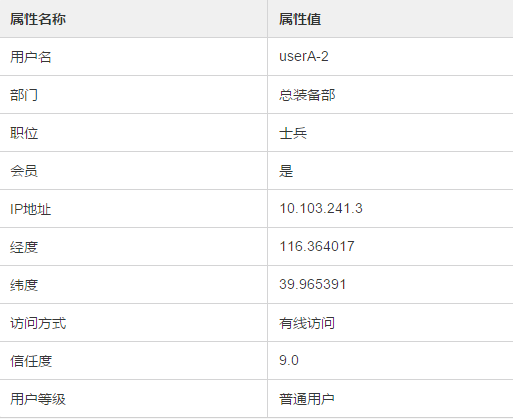 属性名称 属性值
用户名 userA-2
部门 总装备部
职位 士兵
会员 是
IP地址 10.103.241.3
经度 116.364017
纬度 39.965391
访问方式 有线访问
信任度 9.0
用户等级 普通用户